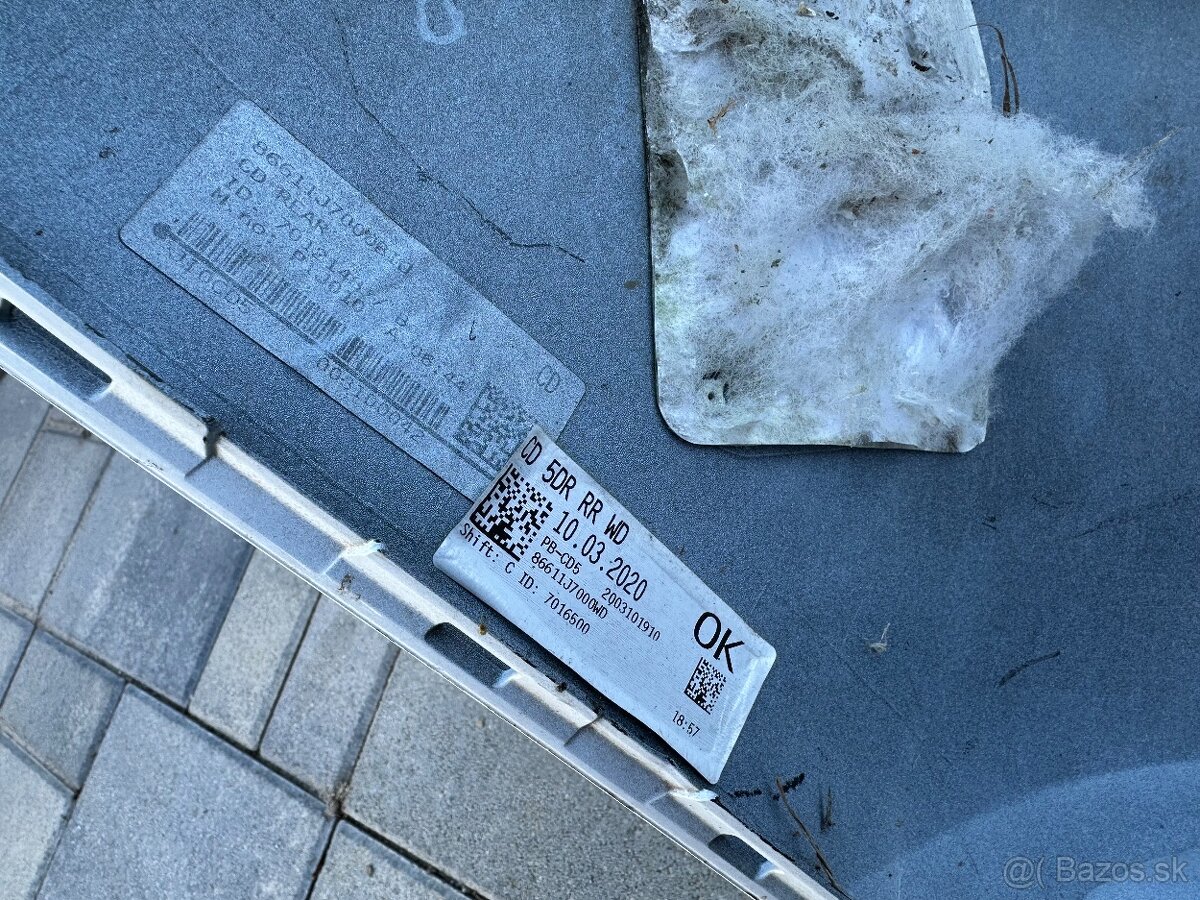 86611J7000
CD REAR
CD
CD 5DR RR WD
10.03.2020
PB-CD5 2003101910
86611J7000WD
Shift: C ID: 7016500
OK
18:57
@( Bazos.sk